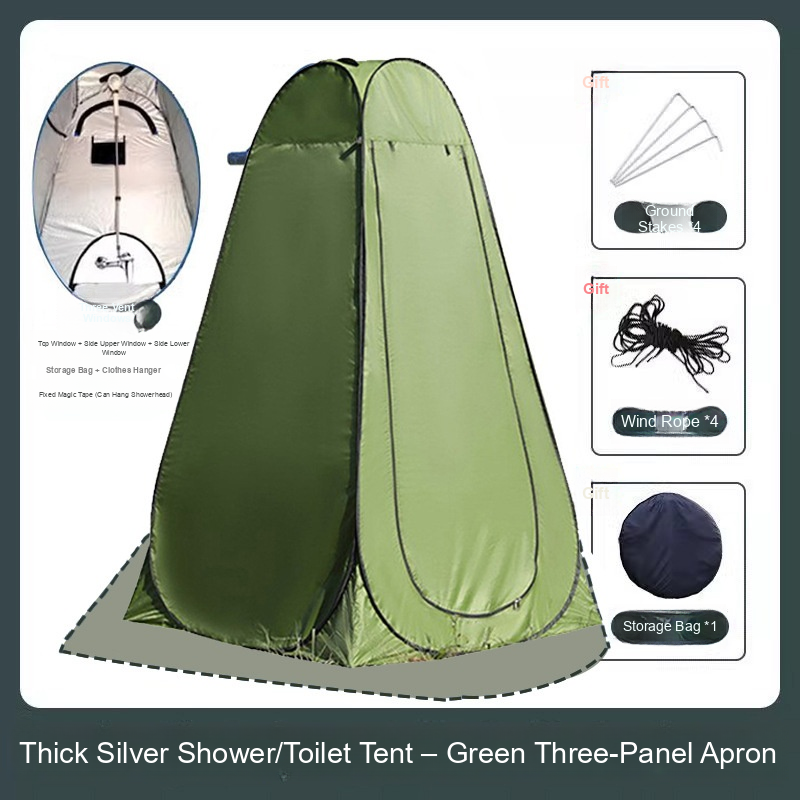 Gift
Ground
Stakes *4
Gift
Wind Rope *4
Gift
Storage Bag *1
Top Window + Side Upper Window + Side Lower
Window
Storage Bag + Clothes Hanger
Fixed Magic Tape (Can Hang Showerhead)
Thick Silver Shower/Toilet Tent – Green Three-Panel Apron